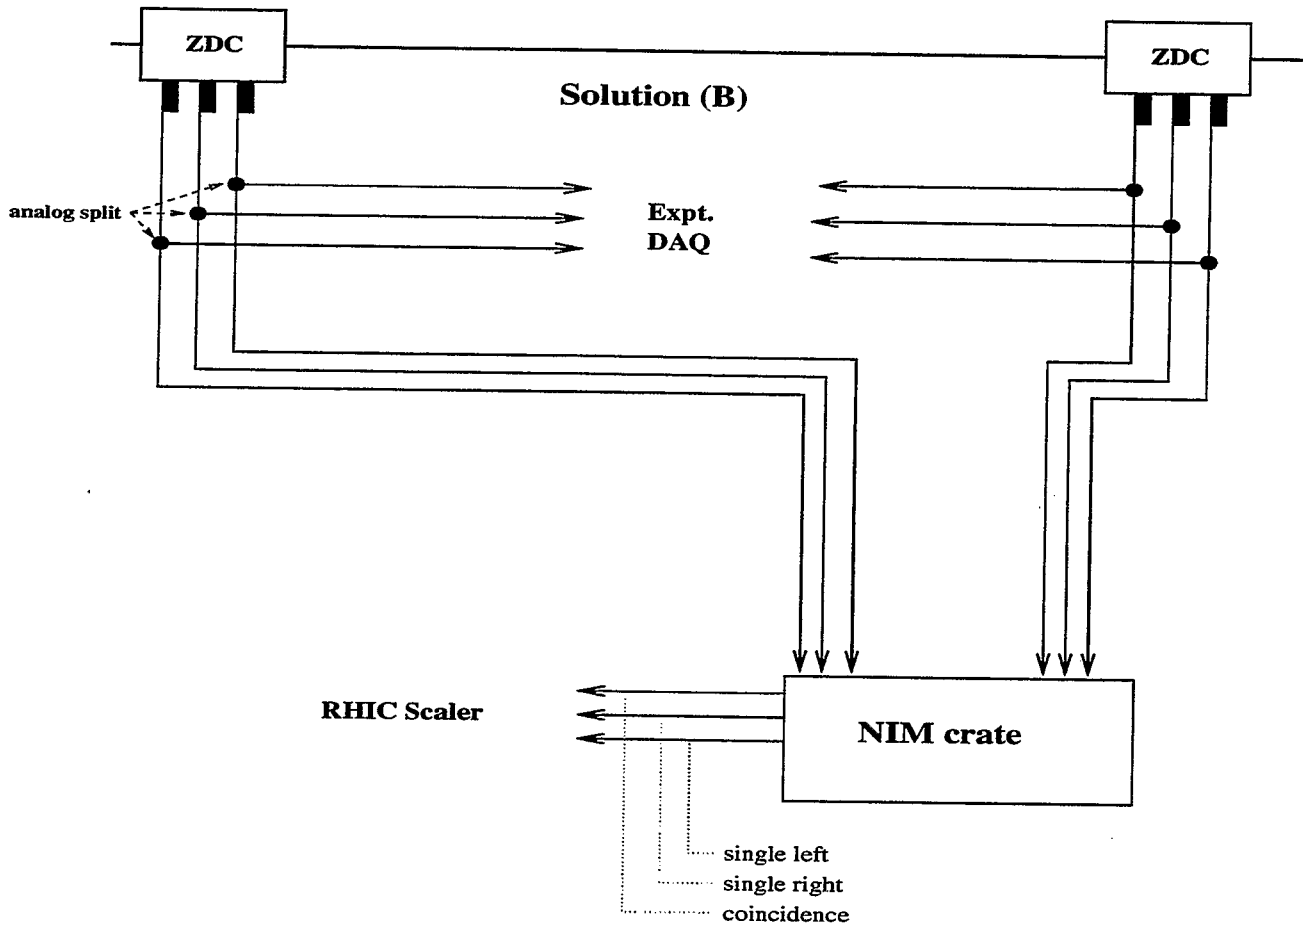 ZDC
ZDC
Solution (B)
analog split
Expt.
DAQ
RHIC Scaler
NIM crate
single left
single right
coincidence